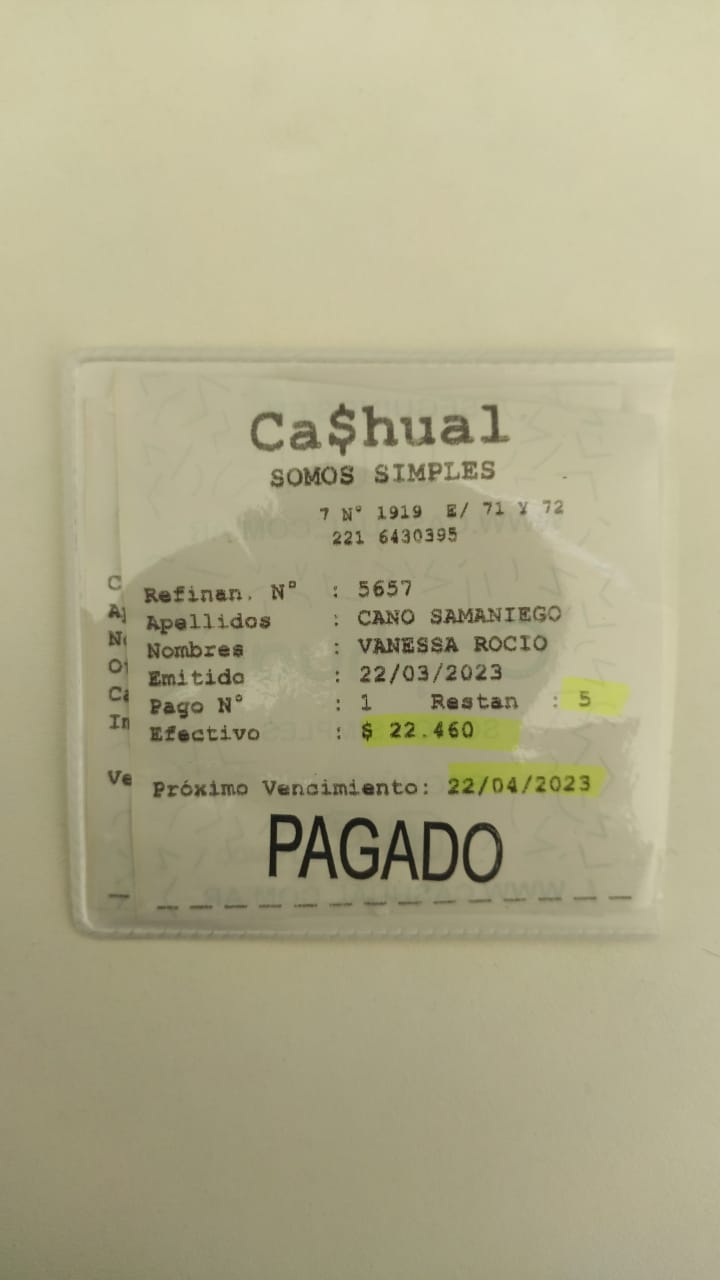 Ca$hual
SOMOS SIMPLES
7 N° 1919 E/ 71 Y 72
221 6430395
Refinan. N° : 5657
Apellidos : CANO SAMANIEGO
Nombres : VANESSA ROCIO
Emitido : 22/03/2023
Pago N° : 1 Restan : 5
Efectivo : $ 22.460
Próximo Vencimiento: 22/04/2023
PAGADO